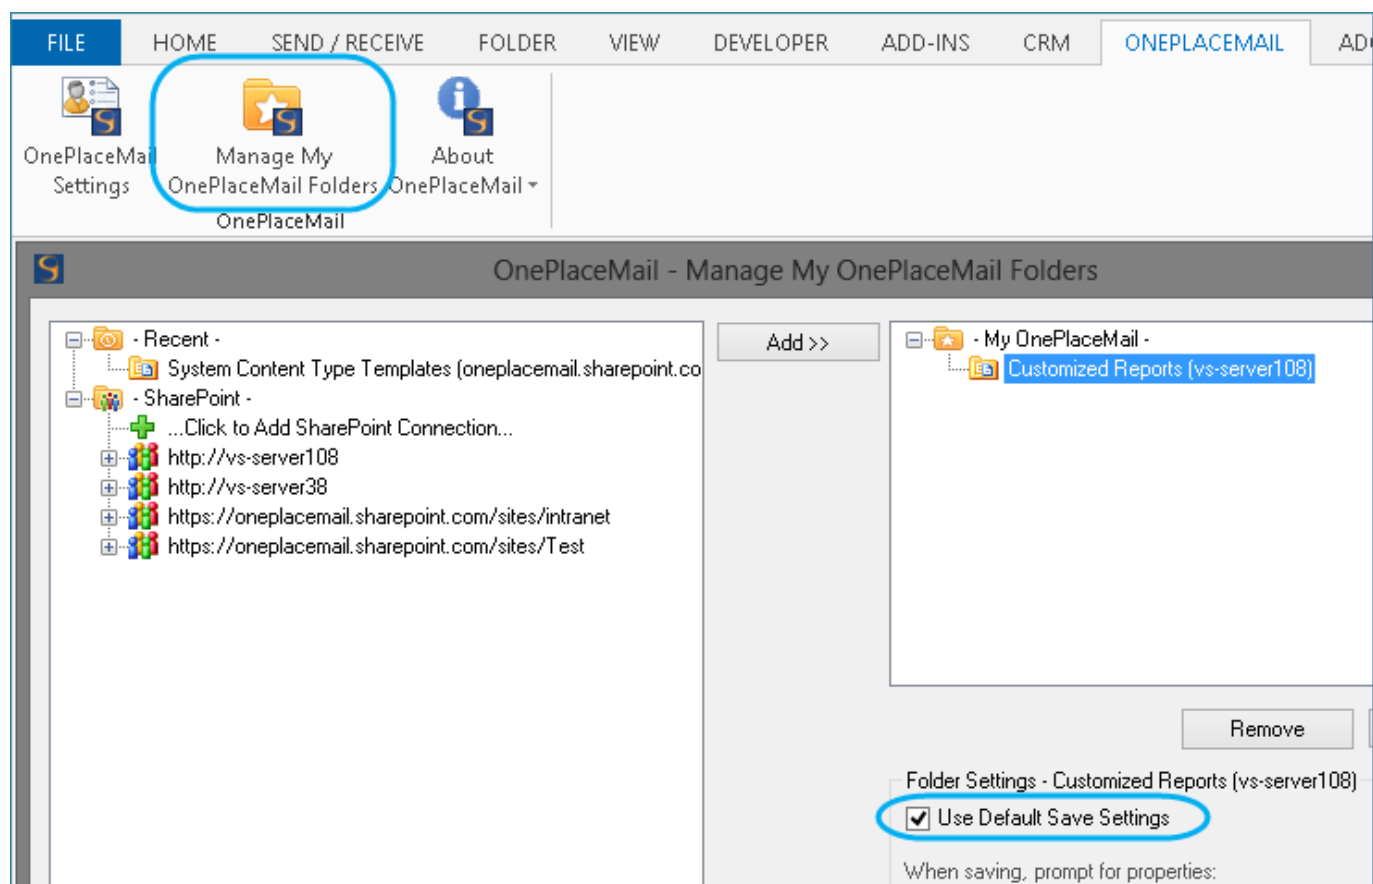 FILE HOME SEND / RECEIVE FOLDER VIEW DEVELOPER ADD-INS CRM ONEPLACEMAIL
OnePlaceMail Settings
Manage My OnePlaceMail Folders
About OnePlaceMail
OnePlaceMail
OnePlaceMail - Manage My OnePlaceMail Folders
- Recent -
System Content Type Templates (oneplacemail.sharepoint.co
- SharePoint -
...Click to Add SharePoint Connection...
http://vs-server108
http://vs-server38
https://oneplacemail.sharepoint.com/sites/intranet
https://oneplacemail.sharepoint.com/sites/Test
Add >>
- My OnePlaceMail -
Customized Reports (vs-server108)
Remove
Folder Settings - Customized Reports (vs-server108)
Use Default Save Settings
When saving, prompt for properties: